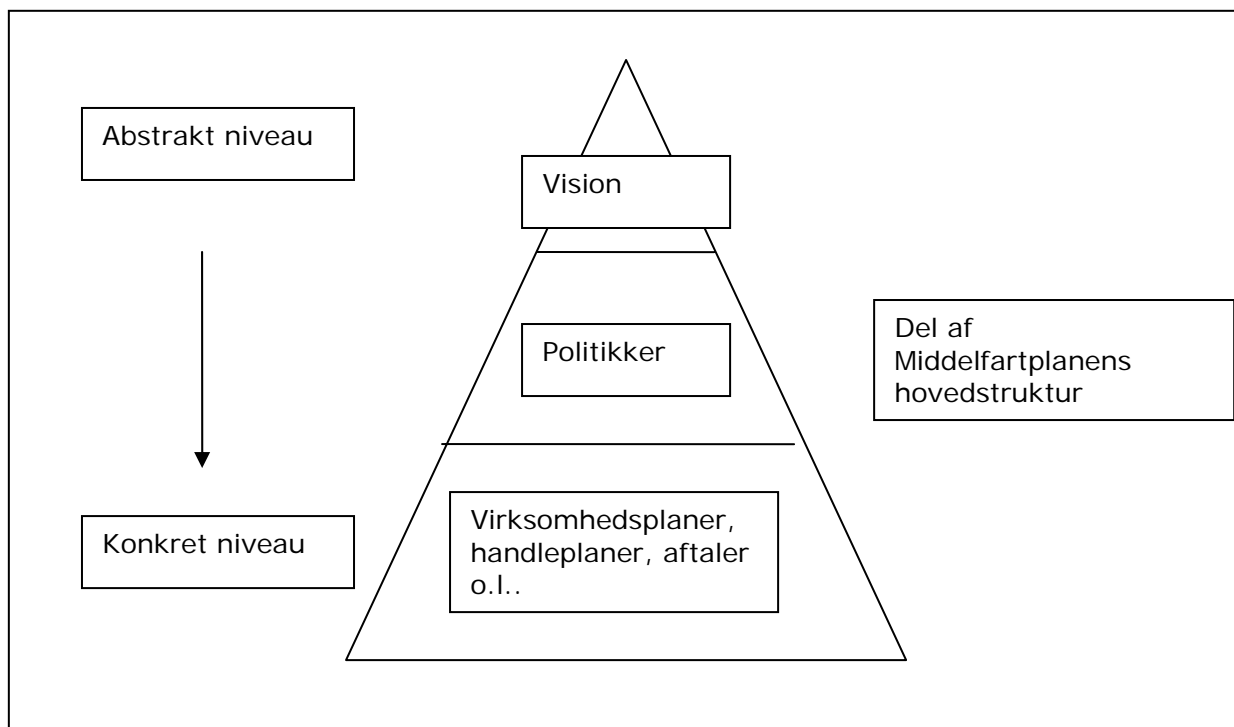 Abstrakt niveau
Vision
Politikker
Del af
Middelfartplanens
hovedstruktur
Konkret niveau
Virksomhedsplaner,
handleplaner, aftaler
o.l..